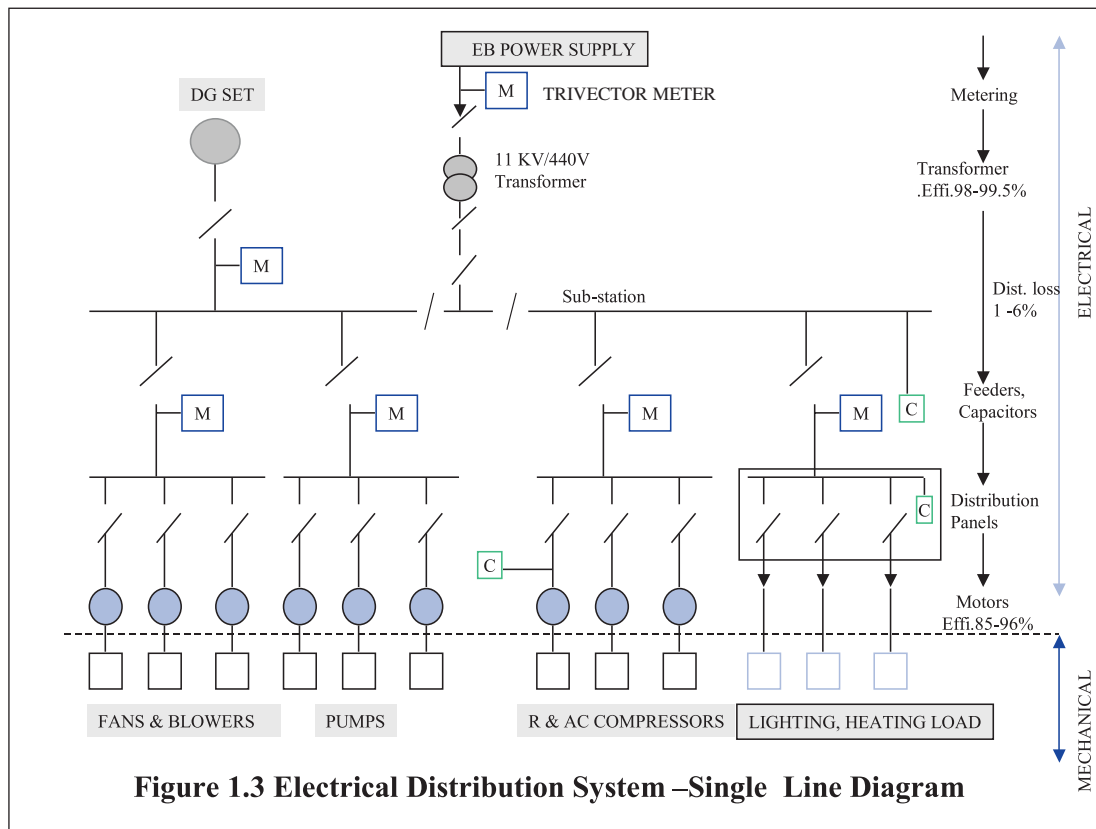 EB POWER SUPPLY
DG SET
M
TRIVECTOR METER
Metering
11 KV/440V
Transformer
Transformer
.Effi.98-99.5%
M
ELECTRICAL
Sub-station
Dist. loss
1 -6%
M
M
M
M
C
Feeders,
Capacitors
C
Distribution
Panels
C
Motors
Effi.85-96%
MECHANICAL
FANS & BLOWERS
PUMPS
R & AC COMPRESSORS
LIGHTING, HEATING LOAD
Figure 1.3 Electrical Distribution System –Single Line Diagram